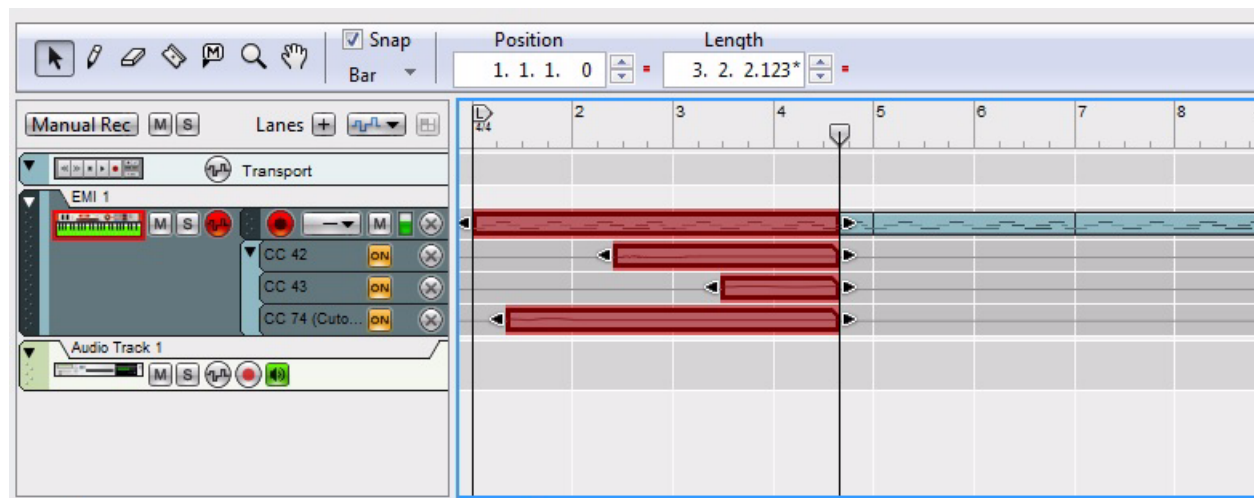 Snap Position Length
Bar 1. 1. 1. 0 3. 2. 2.123*
Manual Rec M S Lanes
L 2 3 4 5 6 7 8
4/4
Transport
EMI 1
M S M
CC 42 ON
CC 43 ON
CC 74 (Cuto... ON
Audio Track 1
M S